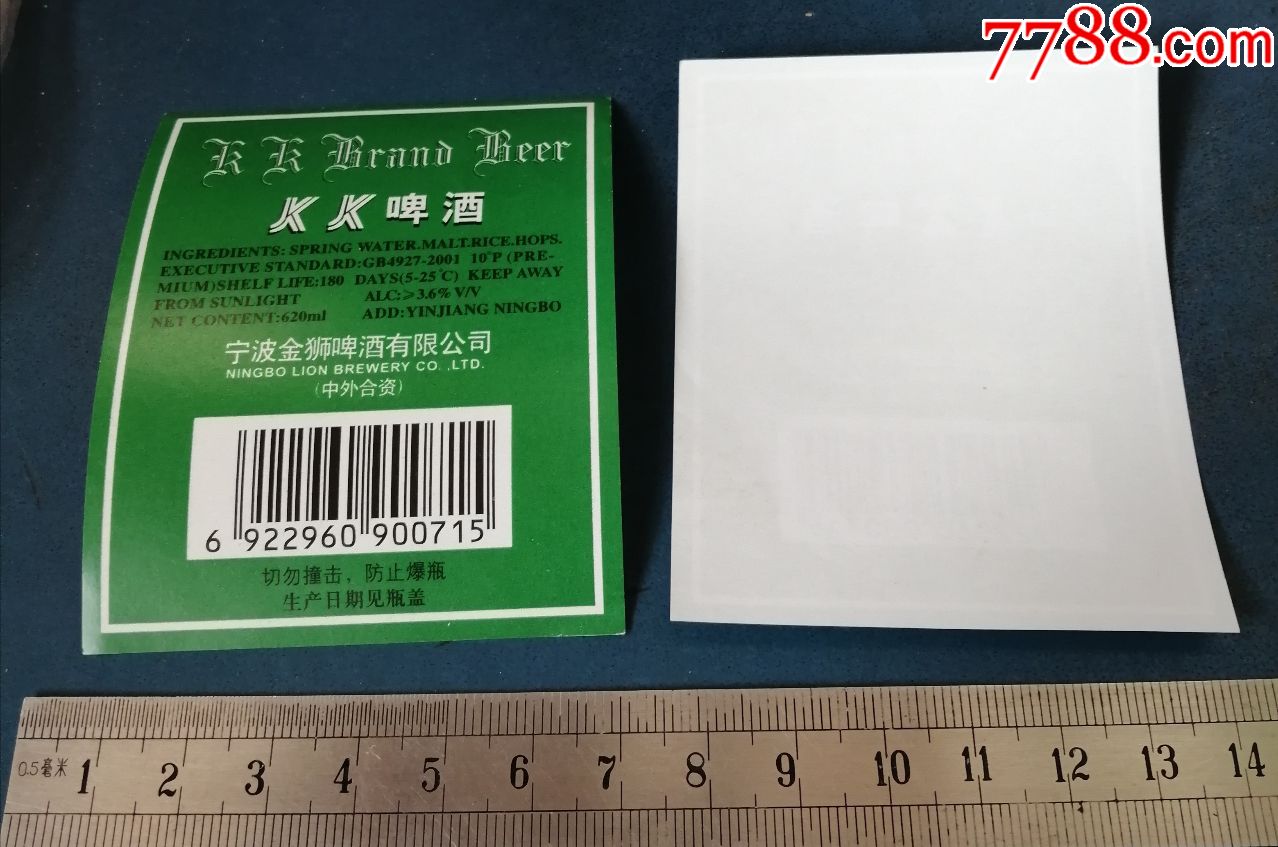 7788.com
K K Brand Beer
KK啤酒
INGREDIENTS: SPRING WATER.MALT.RICE.HOPS.
EXECUTIVE STANDARD:GB4927-2001 10°P (PRE-
MIUM)SHELF LIFE:180 DAYS(5-25℃) KEEP AWAY
FROM SUNLIGHT ALC:≥3.6% V/V
NET CONTENT:620ml ADD:YINJIANG NINGBO
宁波金狮啤酒有限公司
NINGBO LION BREWERY CO.,LTD.
(中外合资)
6 922960 900715
切勿撞击，防止爆瓶
生产日期见瓶盖
0.5毫米 1 2 3 4 5 6 7 8 9 10 11 12 13 14